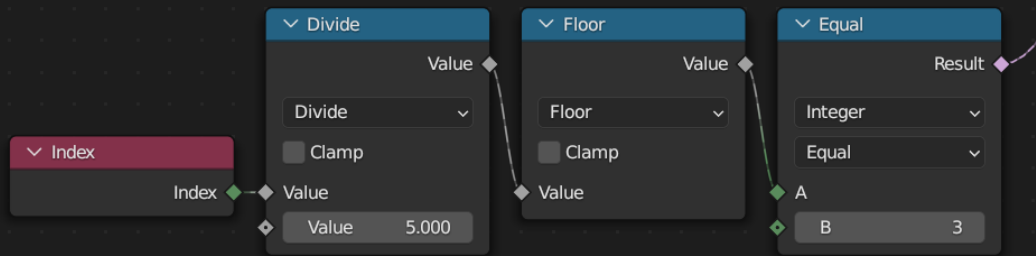 Index
Index
Divide
Value
Divide
Clamp
Value
Value 5.000
Floor
Value
Floor
Clamp
Value
Equal
Result
Integer
Equal
A
B 3